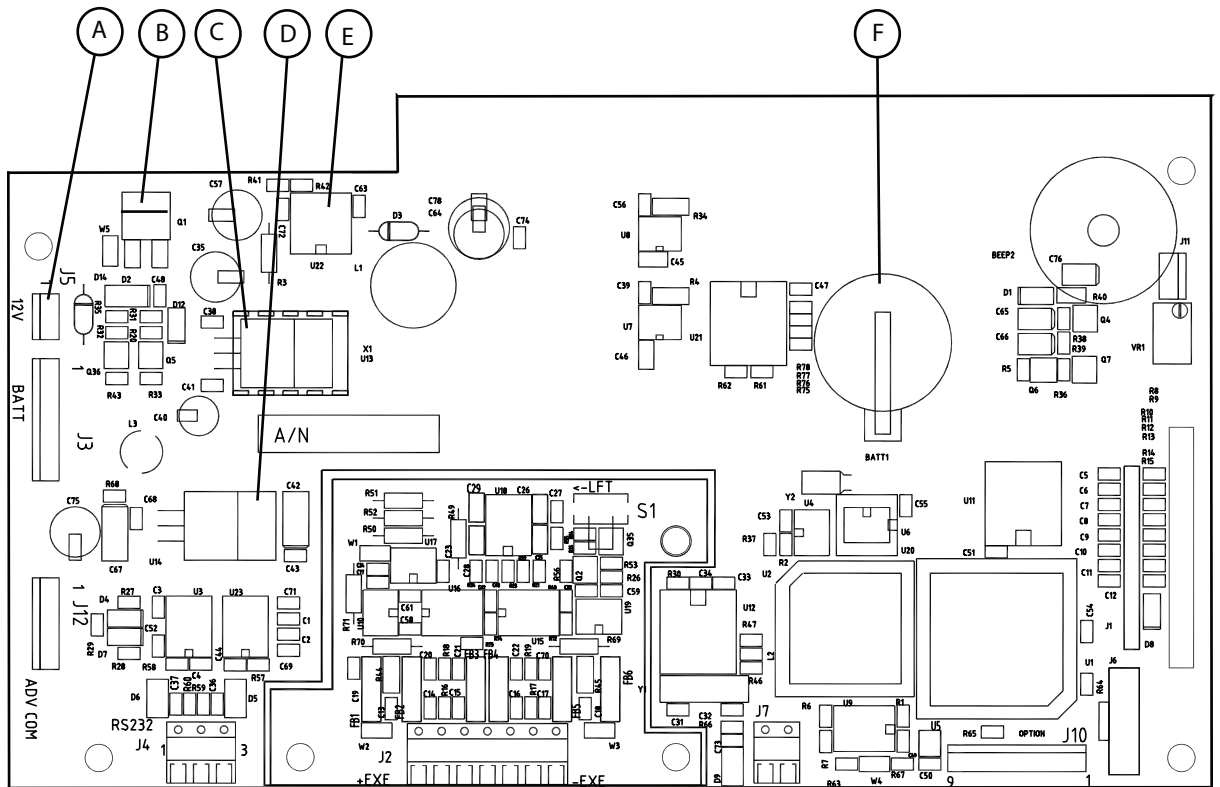 A B C D E F
C57
R41
R42
C63
C78
C64
C74
D3
C72
Q1
W5
C35
R3
U22
L1
C56
R34
U8
C45
BEEP2
C76
J11
J5
D14
D2
C48
D12
12V
R35
R31
R32
R20
C38
C39
R4
U7
C46
U21
C47
D1
R40
C65
Q4
C66
R38
R39
VR1
X1
U13
1
Q36
Q5
R43
R33
C41
C40
R62
R61
R78
R77
R76
R75
R5
Q7
Q6
R36
R8
R9
R10
R11
R12
R13
BATT
J3
L3
A/N
BATT1
R14
R15
R68
C75
C68
C67
U14
C42
C43
R51
R52
R50
C29
U18
C26
C27
<-LFT
S1
R49
C23
Q35
W1
U17
C28
R56
Q2
R53
R26
C59
Y2
U4
C55
C53
R37
R2
U6
U20
U11
C51
C5
C6
C7
C8
C9
C10
C11
C12
1
J12
D4
R27
C3
U3
U23
C71
C1
C2
C69
R29
C52
D7
R28
R58
C4
C44
R57
R71
U10
C61
C58
U16
U15
U19
R69
R70
FB3
FB4
R30
C34
C33
U12
R47
L2
R46
U2
C54
J1
D8
U1
J6
R64
ADV COM
D6
C37
R60
R59
C36
D5
RS232
J4
1
3
C19
R44
C20
R18
C21
C22
R19
C70
R45
FB6
FB1
C13
FB2
C14
R16
C15
C16
R17
C17
FB5
C18
W2
W3
J2
+EXE
-EXE
Y1
C31
C32
R66
C73
D9
J7
R6
U9
R1
U5
R7
R63
W4
R67
C50
R65
OPTION
J10
9
1